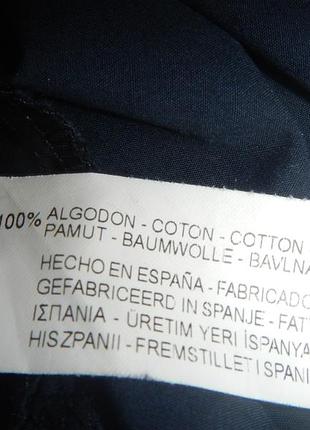 100% ALGODON - COTON - COTTON
PAMUT - BAUMWOLLE - BAVLNA
HECHO EN ESPAÑA - FABRICADO
GEFABRICEERD IN SPANJE - FAT
ΙΣΠΑΝΙΑ - ÜRETIM YERI İSPANYA
HISZPANII - FREMSTILLET I SPANI